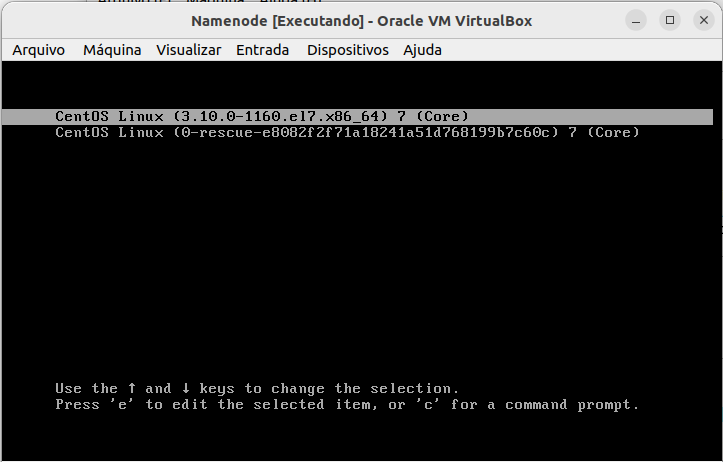 Namenode [Executando] - Oracle VM VirtualBox
Arquivo Máquina Visualizar Entrada Dispositivos Ajuda
CentOS Linux (3.10.0-1160.el7.x86_64) 7 (Core)
CentOS Linux (0-rescue-e8082f2f71a18241a51d768199b7c60c) 7 (Core)
Use the ↑ and ↓ keys to change the selection.
Press 'e' to edit the selected item, or 'c' for a command prompt.